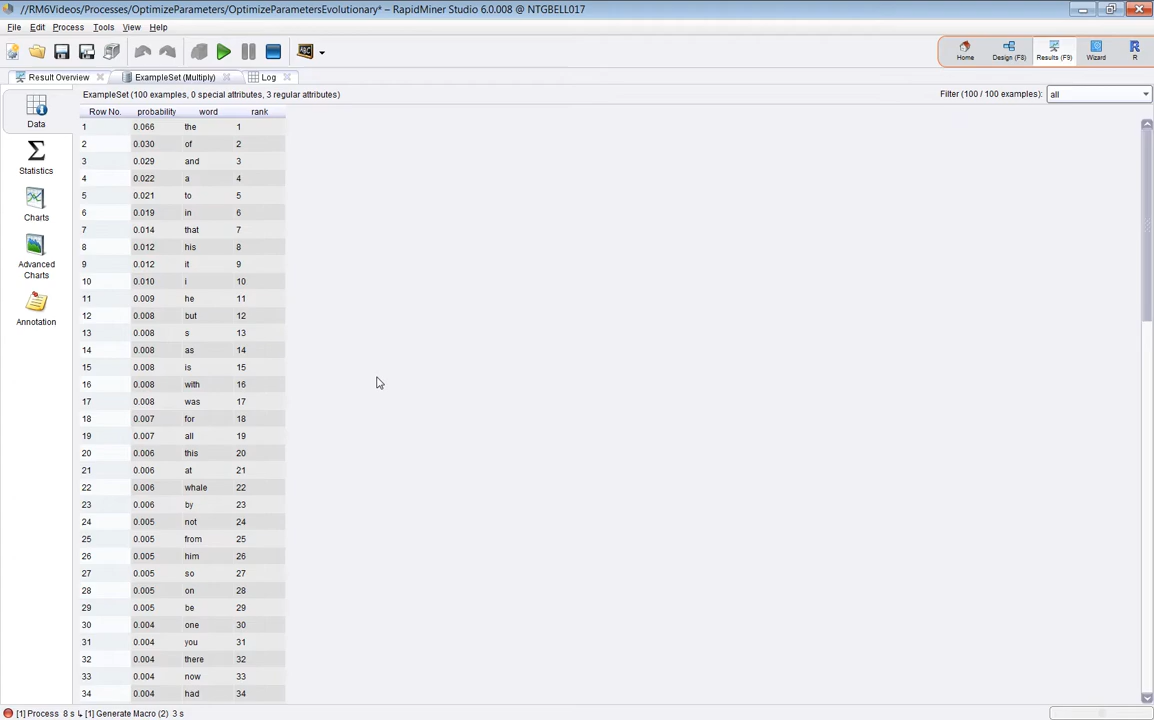 //RM6Videos/Processes/OptimizeParameters/OptimizeParametersEvolutionary* – RapidMiner Studio 6.0.008 @ NTGBELL017
File Edit Process Tools View Help
ABC
Home Design (F8) Results (F9) Wizard R
Result Overview ExampleSet (Multiply) Log
Data
Statistics
Charts
Advanced
Charts
Annotation
ExampleSet (100 examples, 0 special attributes, 3 regular attributes) Filter (100 / 100 examples): all
Row No. probability word rank
1 0.066 the 1
2 0.030 of 2
3 0.029 and 3
4 0.022 a 4
5 0.021 to 5
6 0.019 in 6
7 0.014 that 7
8 0.012 his 8
9 0.012 it 9
10 0.010 i 10
11 0.009 he 11
12 0.008 but 12
13 0.008 s 13
14 0.008 as 14
15 0.008 is 15
16 0.008 with 16
17 0.008 was 17
18 0.007 for 18
19 0.007 all 19
20 0.006 this 20
21 0.006 at 21
22 0.006 whale 22
23 0.006 by 23
24 0.005 not 24
25 0.005 from 25
26 0.005 him 26
27 0.005 so 27
28 0.005 on 28
29 0.005 be 29
30 0.004 one 30
31 0.004 you 31
32 0.004 there 32
33 0.004 now 33
34 0.004 had 34
[1] Process 8 s ↳ [1] Generate Macro (2) 3 s